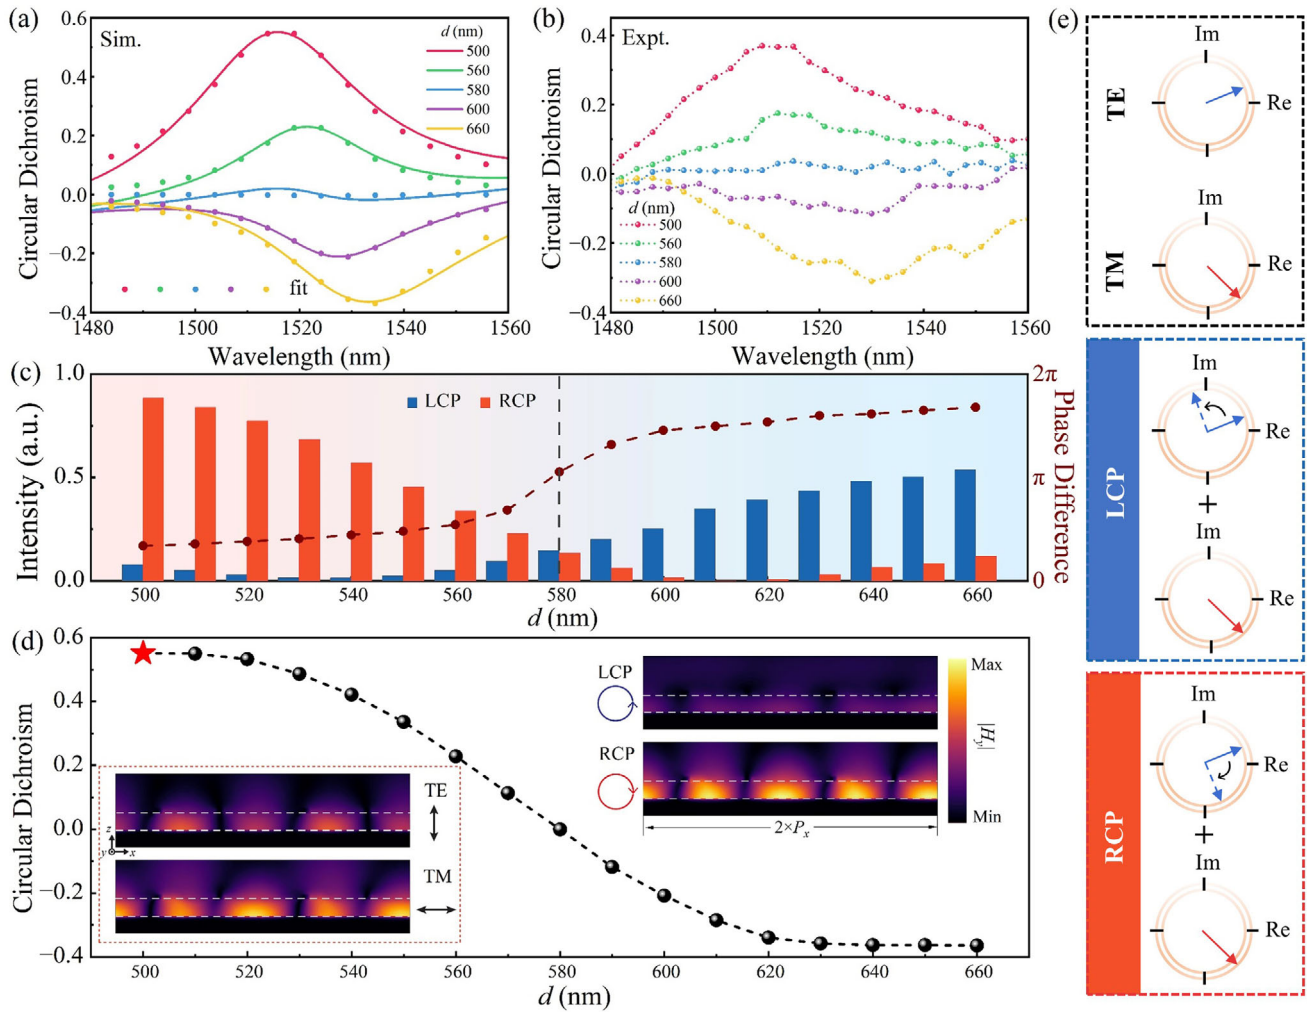 (a)
Sim.
d (nm)
500
560
580
600
660
fit
0.6
0.4
0.2
0.0
−0.2
−0.4
Circular Dichroism
1480
1500
1520
1540
1560
Wavelength (nm)
(b)
Expt.
d (nm)
500
560
580
600
660
0.4
0.2
0.0
−0.2
−0.4
Circular Dichroism
1480
1500
1520
1540
1560
Wavelength (nm)
(c)
LCP
RCP
1.0
0.5
0.0
Intensity (a.u.)
2π
π
0
Phase Difference
500
520
540
560
580
600
620
640
660
d (nm)
(d)
0.6
0.4
0.2
0.0
−0.2
−0.4
Circular Dichroism
TE
z
y
x
TM
LCP
RCP
2×Px
Max
|Hy|
Min
500
520
540
560
580
600
620
640
660
d (nm)
(e)
TE
Im
Re
TM
Im
Re
LCP
Im
Re
+
Im
Re
RCP
Im
Re
+
Im
Re